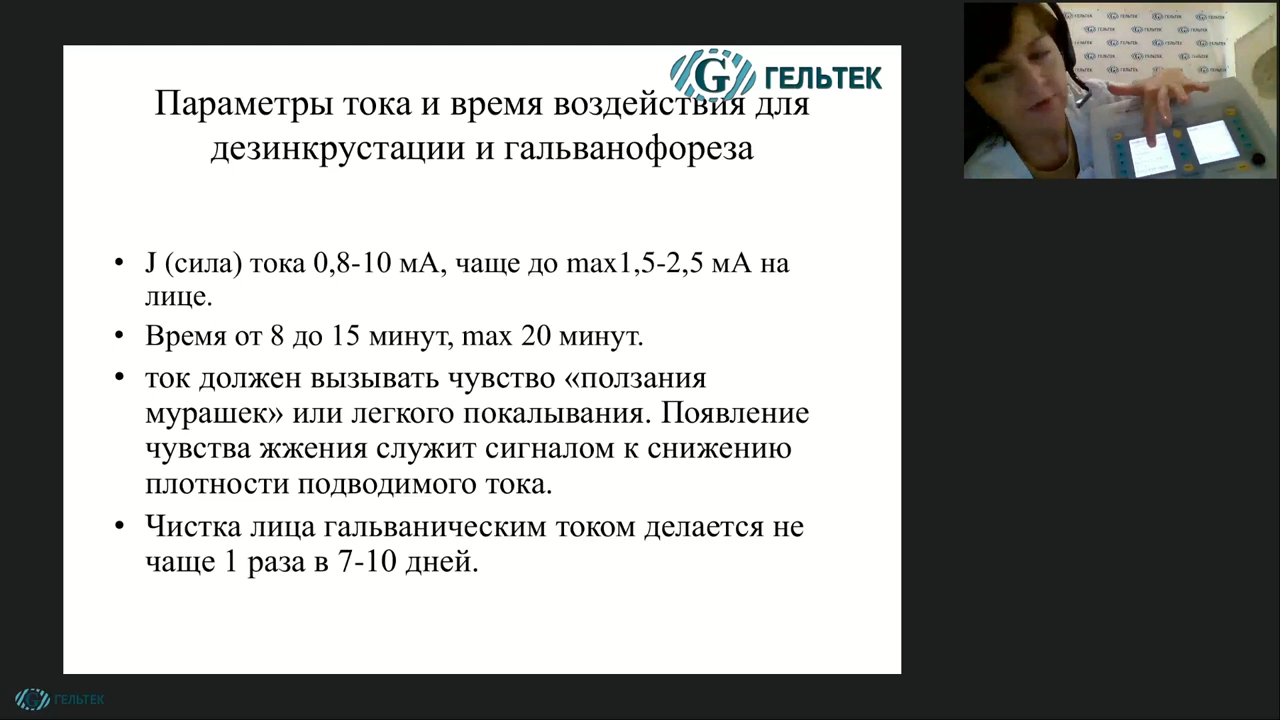 ГЕЛЬТЕК
Параметры тока и время воздействия для
дезинкрустации и гальванофореза
• J (сила) тока 0,8-10 мА, чаще до max1,5-2,5 мА на
лице.
• Время от 8 до 15 минут, max 20 минут.
• ток должен вызывать чувство «ползания
мурашек» или легкого покалывания. Появление
чувства жжения служит сигналом к снижению
плотности подводимого тока.
• Чистка лица гальваническим током делается не
чаще 1 раза в 7-10 дней.
ГЕЛЬТЕК